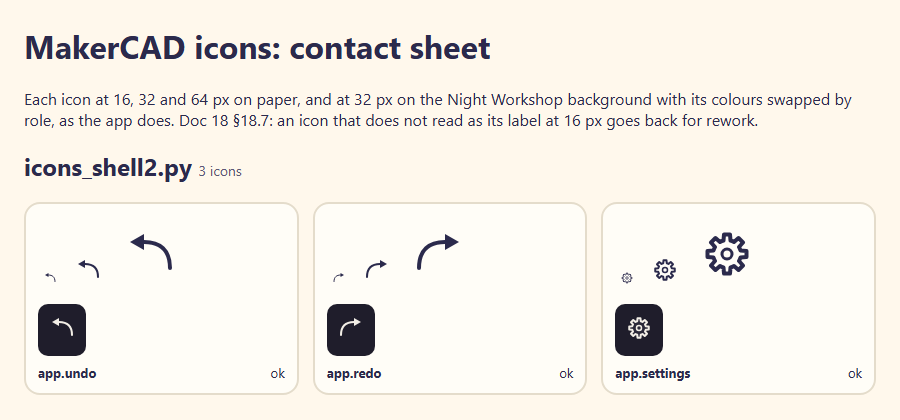 MakerCAD icons: contact sheet
Each icon at 16, 32 and 64 px on paper, and at 32 px on the Night Workshop background with its colours swapped by
role, as the app does. Doc 18 §18.7: an icon that does not read as its label at 16 px goes back for rework.
icons_shell2.py 3 icons
app.undo ok
app.redo ok
app.settings ok